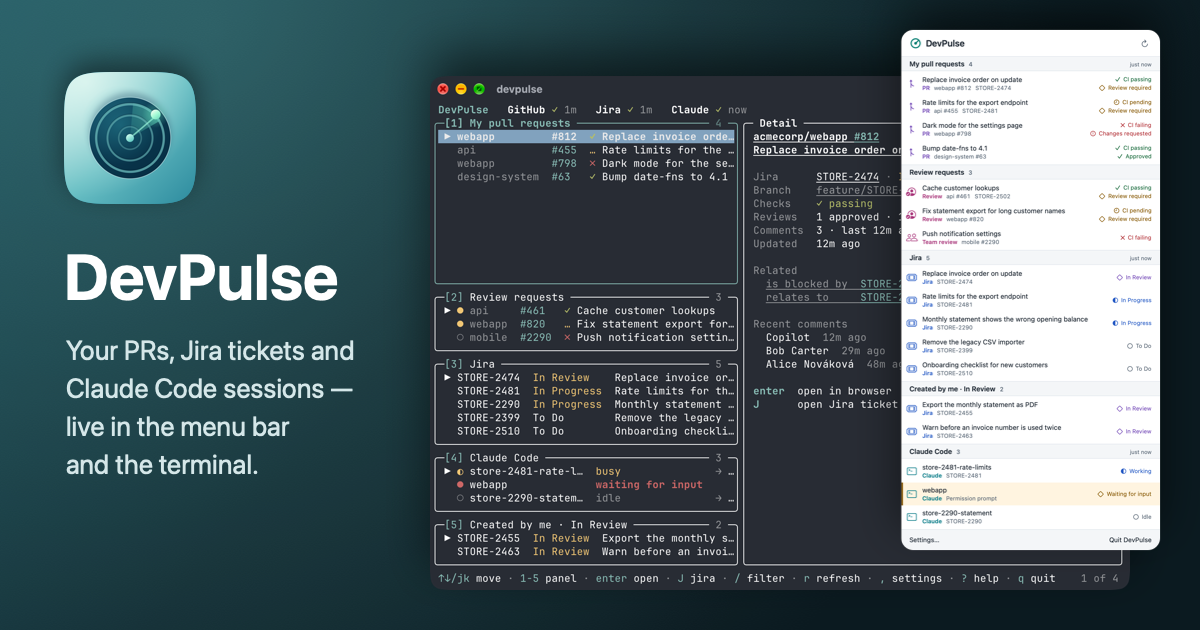 DevPulse
Your PRs, Jira tickets and
Claude Code sessions —
live in the menu bar
and the terminal.
devpulse
DevPulse GitHub ✓ 1m Jira ✓ 1m Claude ✓ now
[1] My pull requests 4
▶ webapp #812 ✓ Replace invoice orde…
api #455 … Rate limits for the …
webapp #798 ✕ Dark mode for the se…
design-system #63 ✓ Bump date-fns to 4.1
[2] Review requests 3
▶ ● api #461 ✓ Cache customer lookups
● webapp #820 … Fix statement export for…
○ mobile #2290 ✕ Push notification settin…
[3] Jira 5
▶ STORE-2474 In Review Replace invoice or…
STORE-2481 In Progress Rate limits for th…
STORE-2290 In Progress Monthly statement …
STORE-2399 To Do Remove the legacy …
STORE-2510 To Do Onboarding checkli…
[4] Claude Code 3
▶ ◐ store-2481-rate-l… busy → …
● webapp waiting for input
○ store-2290-statem… idle → …
[5] Created by me · In Review 2
▶ STORE-2455 In Review Export the monthly s…
STORE-2463 In Review Warn before an invoi…
Detail
acmecorp/webapp #812
Replace invoice order o
Jira STORE-2474 ·
Branch feature/STORE-
Checks ✓ passing
Reviews 1 approved ·
Comments 3 · last 12m a
Updated 12m ago
Related
is blocked by STORE-2
relates to STORE-2
Recent comments
Copilot 12m ago
Bob Carter 29m ago
Alice Nováková 48m a
enter open in browser
J open Jira ticket
↑↓/jk move · 1-5 panel · enter open · J jira · / filter · r refresh · , settings · ? help · q quit 1 of 4
DevPulse
My pull requests 4 just now
Replace invoice order on update ✓ CI passing
PR webapp #812 STORE-2474 Review required
Rate limits for the export endpoint CI pending
PR api #455 STORE-2481 Review required
Dark mode for the settings page ✕ CI failing
PR webapp #798 Changes requested
Bump date-fns to 4.1 ✓ CI passing
PR design-system #63 ✓ Approved
Review requests 3
Cache customer lookups ✓ CI passing
Review api #461 STORE-2502 Review required
Fix statement export for long customer names CI pending
Review webapp #820 Review required
Push notification settings ✕ CI failing
Team review mobile #2290
Jira 5 just now
Replace invoice order on update In Review
Jira STORE-2474
Rate limits for the export endpoint In Progress
Jira STORE-2481
Monthly statement shows the wrong opening balance In Progress
Jira STORE-2290
Remove the legacy CSV importer To Do
Jira STORE-2399
Onboarding checklist for new customers To Do
Jira STORE-2510
Created by me · In Review 2
Export the monthly statement as PDF In Review
Jira STORE-2455
Warn before an invoice number is used twice In Review
Jira STORE-2463
Claude Code 3 just now
store-2481-rate-limits Working
Claude STORE-2481
webapp Waiting for input
Claude Permission prompt
store-2290-statement Idle
Claude STORE-2290
Settings... Quit DevPulse